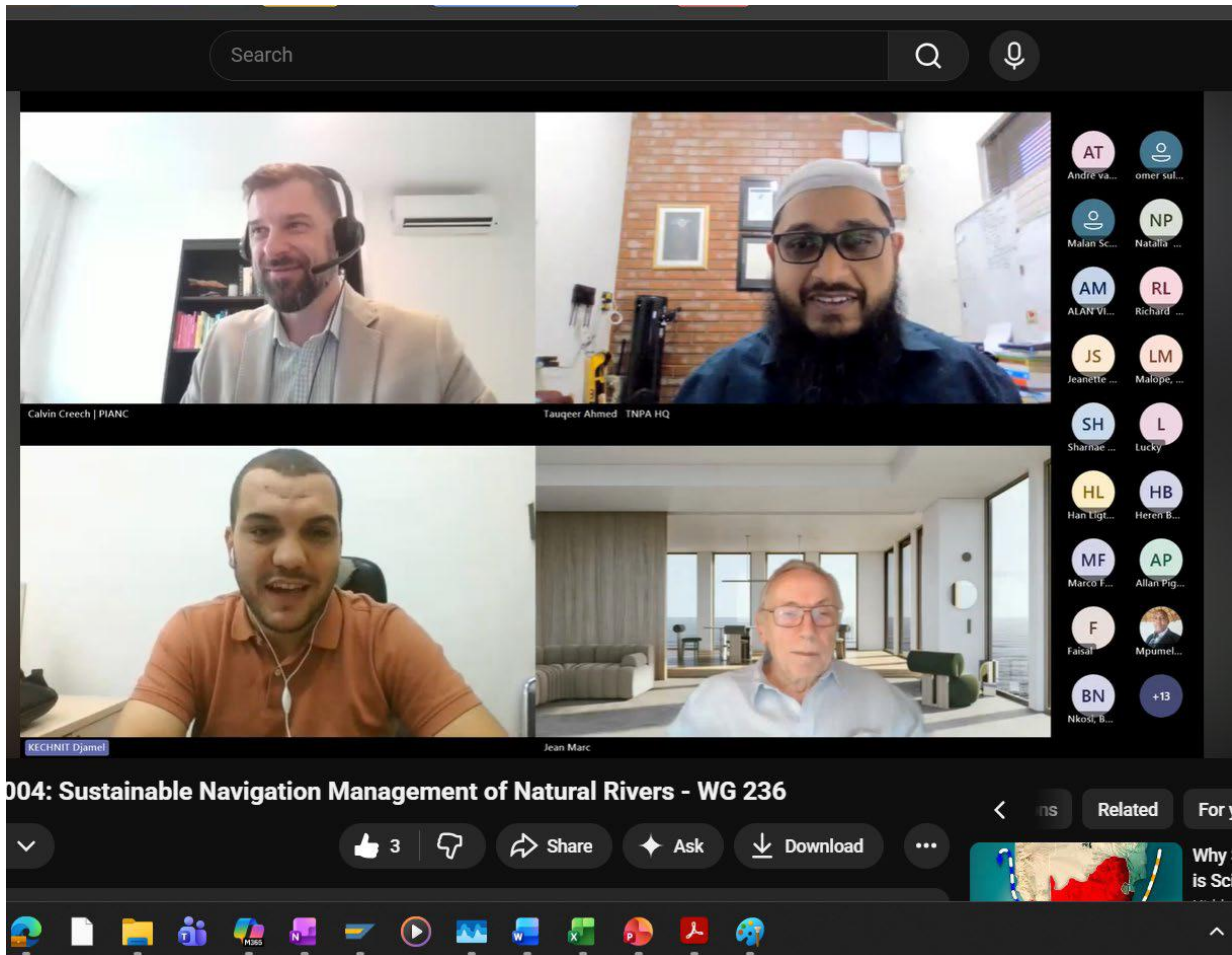 Search
AT
Andre va...
omer sul...
Malan Sc...
NP
Natalia ...
AM
ALAN VI...
RL
Richard ...
JS
Jeanette ...
LM
Malope, ...
Calvin Creech | PIANC
Tauqeer Ahmed TNPA HQ
SH
Sharnae ...
L
Lucky
HL
Han Ligt...
HB
Heren B...
MF
Marco F...
AP
Allan Pig...
F
Faisal
Mpumel...
BN
Nkosi, B...
+13
KECHNIT Djamel
Jean Marc
004: Sustainable Navigation Management of Natural Rivers - WG 236
ns
Related
For y
3
Share
Ask
Download
Why
is Sci
T
M365
N
W
X
P